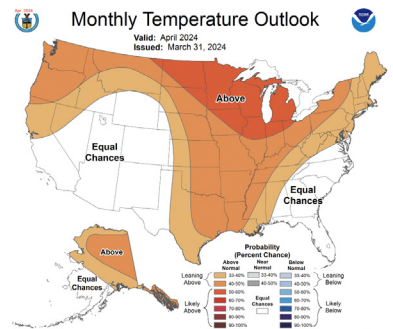 Monthly Temperature Outlook
Valid: April 2024
Issued: March 31, 2024
Above
Equal
Chances
Equal
Chances
Above
Equal
Chances
Probability
(Percent Chance)
Above
Normal
Near
Normal
Below
Normal
Leaning
Above
33-40%
33-40%
33-40%
Leaning
Below
40-50%
40-50%
40-50%
50-60%
50-60%
Likely
Above
60-70%
Equal
Chances
60-70%
Likely
Below
70-80%
70-80%
80-90%
80-90%
90-100%
90-100%